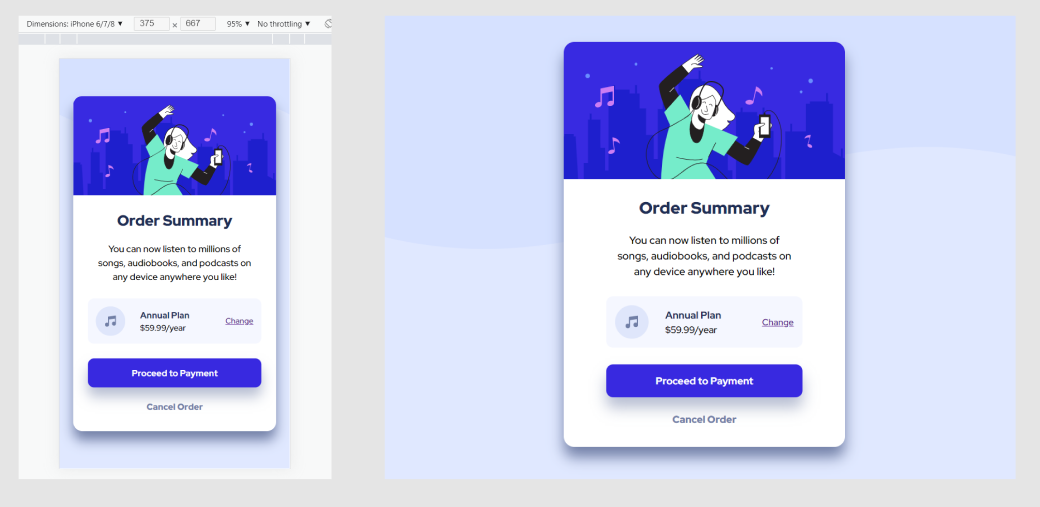 Dimensions: iPhone 6/7/8 ▼ 375 × 667 95% ▼ No throttling ▼
Order Summary
You can now listen to millions of
songs, audiobooks, and podcasts on
any device anywhere you like!
Annual Plan
$59.99/year
Change
Proceed to Payment
Cancel Order
Order Summary
You can now listen to millions of
songs, audiobooks, and podcasts on
any device anywhere you like!
Annual Plan
$59.99/year
Change
Proceed to Payment
Cancel Order